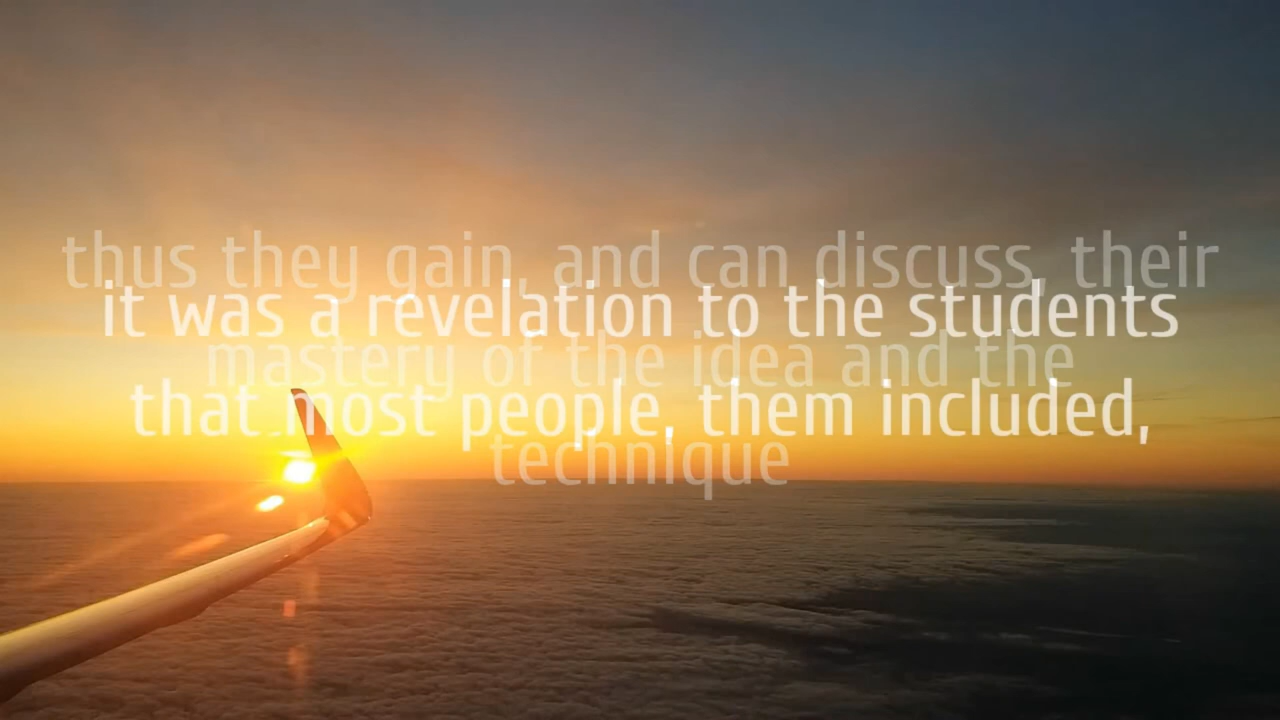 thus they gain, and can discuss, their
it was a revelation to the students
mastery of the idea and the
that most people, them included,
technique